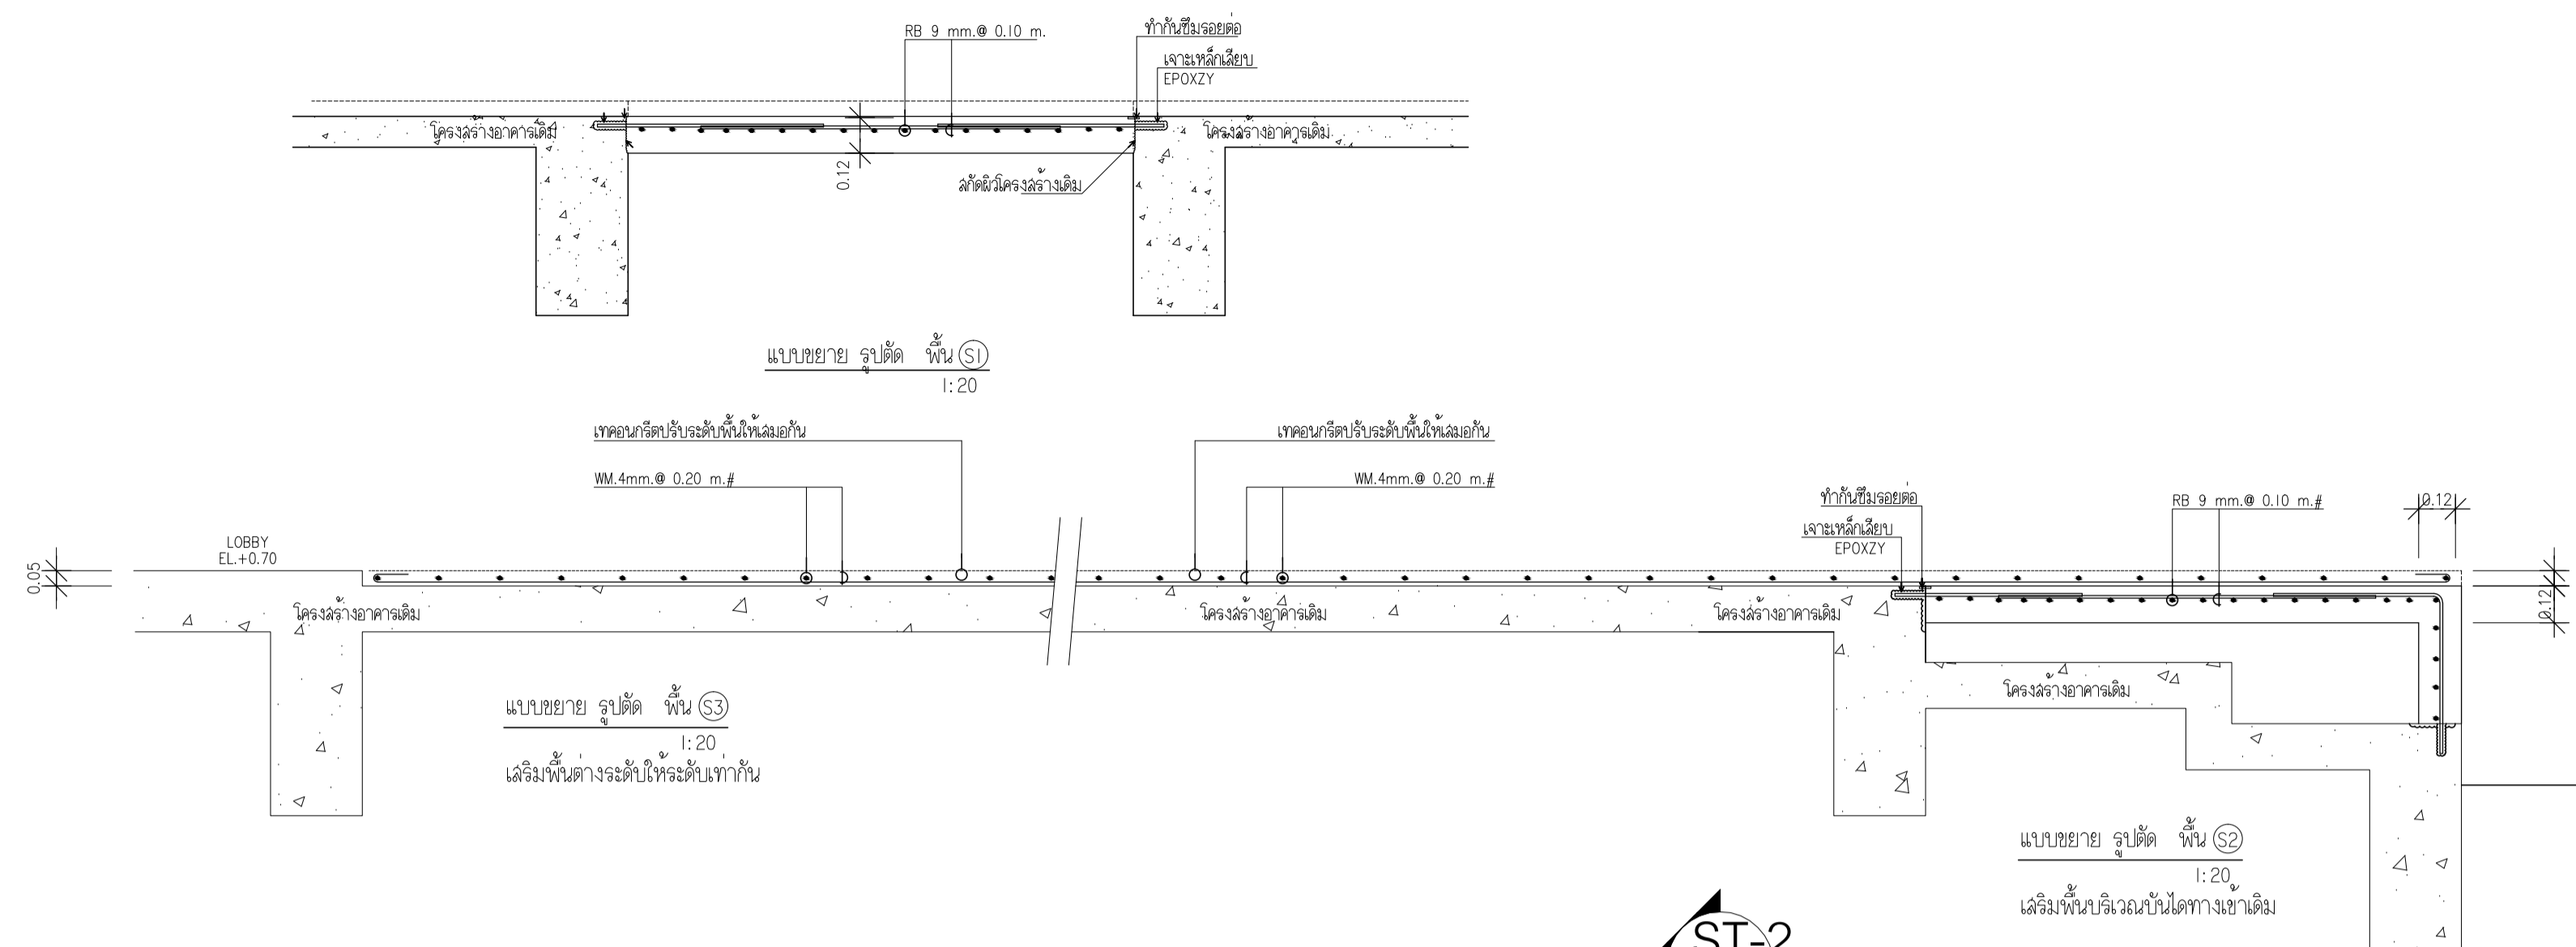 RB 9 mm.@ 0.10 m.
ทำกันซึมรอยต่อ
เจาะเหล็กเสียบ
EPOXZY
โครงสร้างอาคารเดิม
โครงสร้างอาคารเดิม
0.12
สกัดผิวโครงสร้างเดิม
แบบขยาย รูปตัด พื้น S1
1:20
เทคอนกรีตปรับระดับพื้นให้เสมอกัน
เทคอนกรีตปรับระดับพื้นให้เสมอกัน
WM.4mm.@ 0.20 m.#
WM.4mm.@ 0.20 m.#
ทำกันซึมรอยต่อ
RB 9 mm.@ 0.10 m.#
0.12
เจาะเหล็กเสียบ
EPOXZY
LOBBY
EL.+0.70
0.05
0.12
โครงสร้างอาคารเดิม
โครงสร้างอาคารเดิม
โครงสร้างอาคารเดิม
โครงสร้างอาคารเดิม
แบบขยาย รูปตัด พื้น S3
1:20
เสริมพื้นต่างระดับให้ระดับเท่ากัน
แบบขยาย รูปตัด พื้น S2
1:20
เสริมพื้นบริเวณบันไดทางเข้าเดิม
ST-2